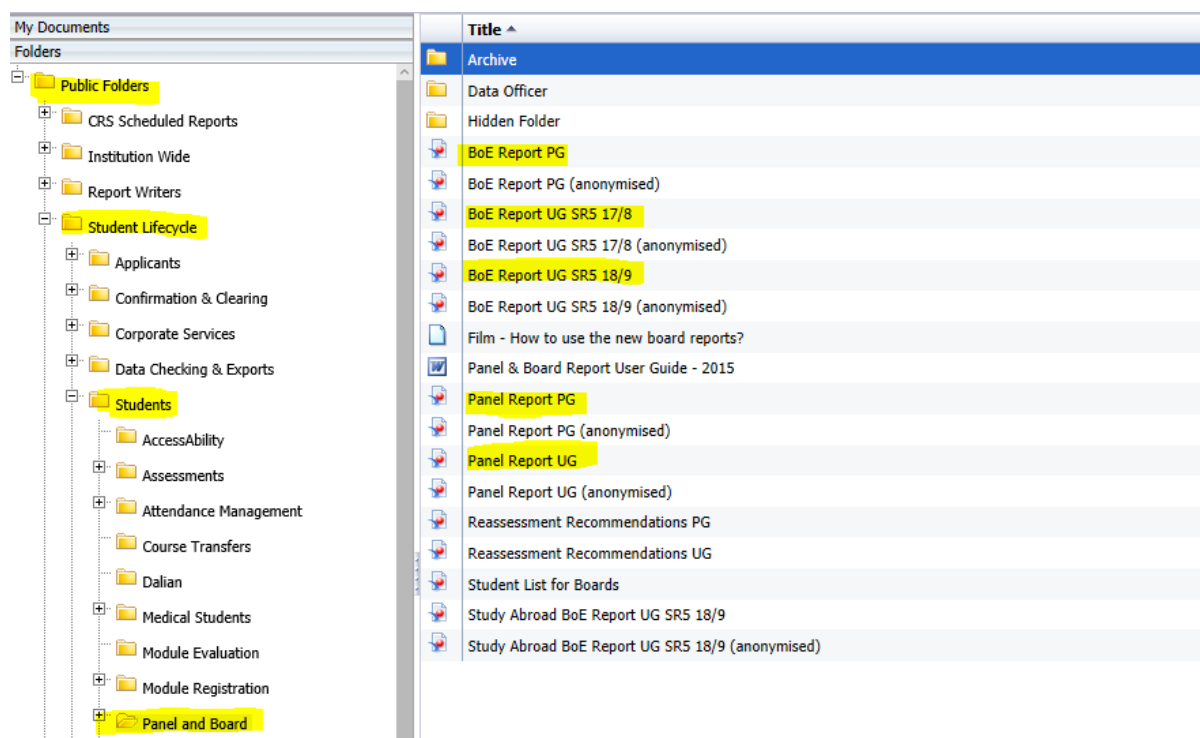 My Documents
Folders
Public Folders
CRS Scheduled Reports
Institution Wide
Report Writers
Student Lifecycle
Applicants
Confirmation & Clearing
Corporate Services
Data Checking & Exports
Students
AccessAbility
Assessments
Attendance Management
Course Transfers
Dalian
Medical Students
Module Evaluation
Module Registration
Panel and Board
Title
Archive
Data Officer
Hidden Folder
BoE Report PG
BoE Report PG (anonymised)
BoE Report UG SR5 17/8
BoE Report UG SR5 17/8 (anonymised)
BoE Report UG SR5 18/9
BoE Report UG SR5 18/9 (anonymised)
Film - How to use the new board reports?
Panel & Board Report User Guide - 2015
Panel Report PG
Panel Report PG (anonymised)
Panel Report UG
Panel Report UG (anonymised)
Reassessment Recommendations PG
Reassessment Recommendations UG
Student List for Boards
Study Abroad BoE Report UG SR5 18/9
Study Abroad BoE Report UG SR5 18/9 (anonymised)